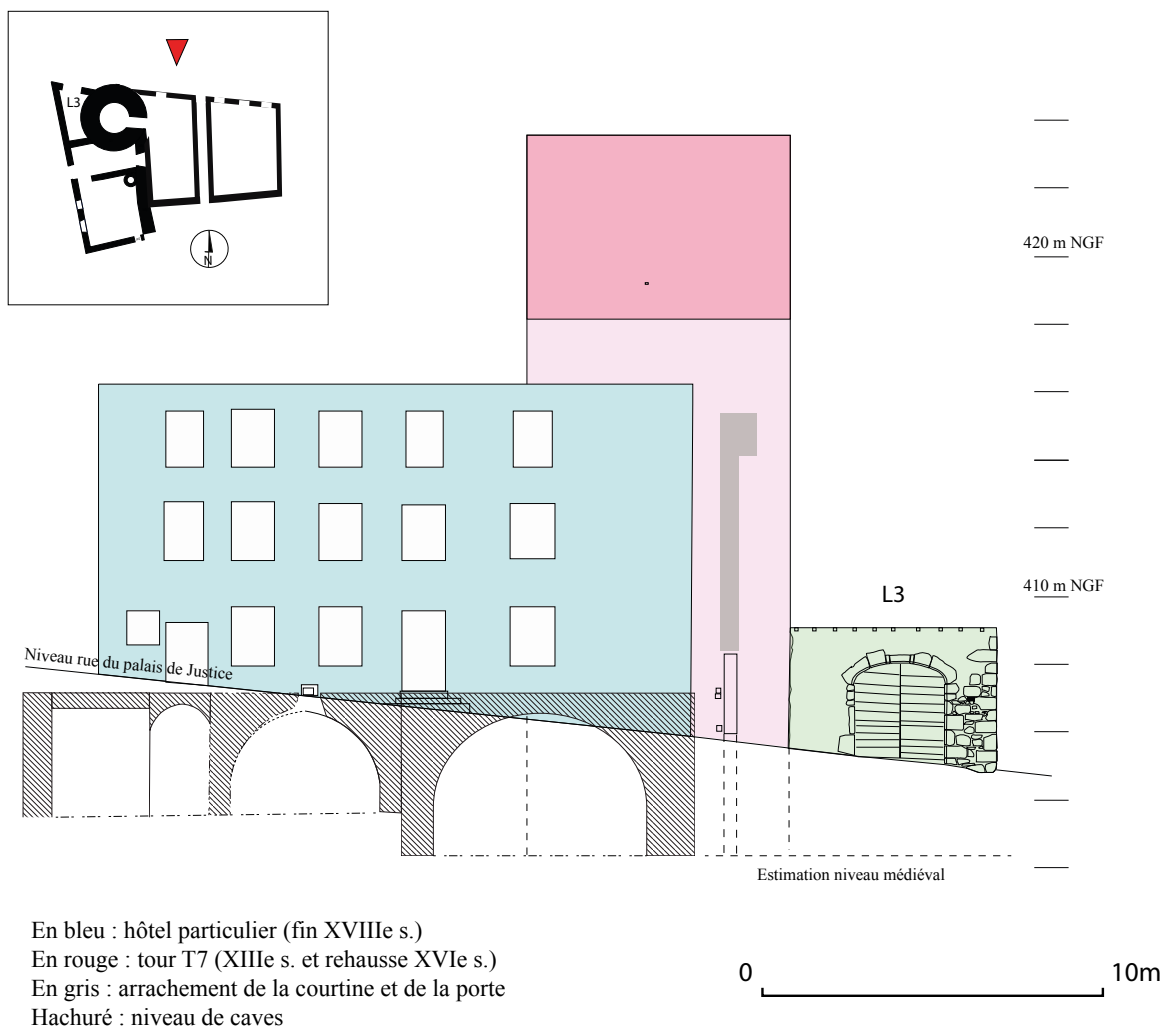 L3
N
420 m NGF
410 m NGF
L3
Niveau rue du palais de Justice
Estimation niveau médiéval
En bleu : hôtel particulier (fin XVIIIe s.)
En rouge : tour T7 (XIIIe s. et rehausse XVIe s.)
En gris : arrachement de la courtine et de la porte
Hachuré : niveau de caves
0 10m